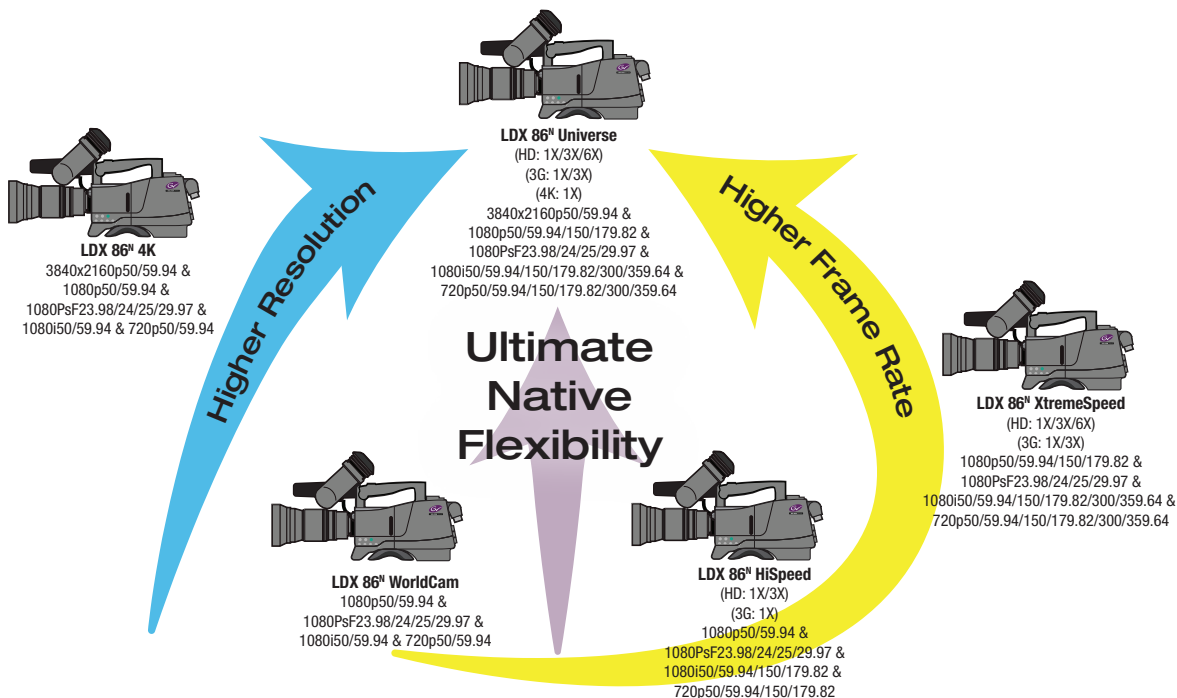 LDX 86ᴺ Universe
(HD: 1X/3X/6X)
(3G: 1X/3X)
(4K: 1X)
3840x2160p50/59.94 &
1080p50/59.94/150/179.82 &
1080PsF23.98/24/25/29.97 &
1080i50/59.94/150/179.82/300/359.64 &
720p50/59.94/150/179.82/300/359.64
LDX 86ᴺ 4K
3840x2160p50/59.94 &
1080p50/59.94 &
1080PsF23.98/24/25/29.97 &
1080i50/59.94 & 720p50/59.94
Higher Resolution
Higher Frame Rate
Ultimate
Native
Flexibility
LDX 86ᴺ XtremeSpeed
(HD: 1X/3X/6X)
(3G: 1X/3X)
1080p50/59.94/150/179.82 &
1080PsF23.98/24/25/29.97 &
1080i50/59.94/150/179.82/300/359.64 &
720p50/59.94/150/179.82/300/359.64
LDX 86ᴺ WorldCam
1080p50/59.94 &
1080PsF23.98/24/25/29.97 &
1080i50/59.94 & 720p50/59.94
LDX 86ᴺ HiSpeed
(HD: 1X/3X)
(3G: 1X)
1080p50/59.94 &
1080PsF23.98/24/25/29.97 &
1080i50/59.94/150/179.82 &
720p50/59.94/150/179.82